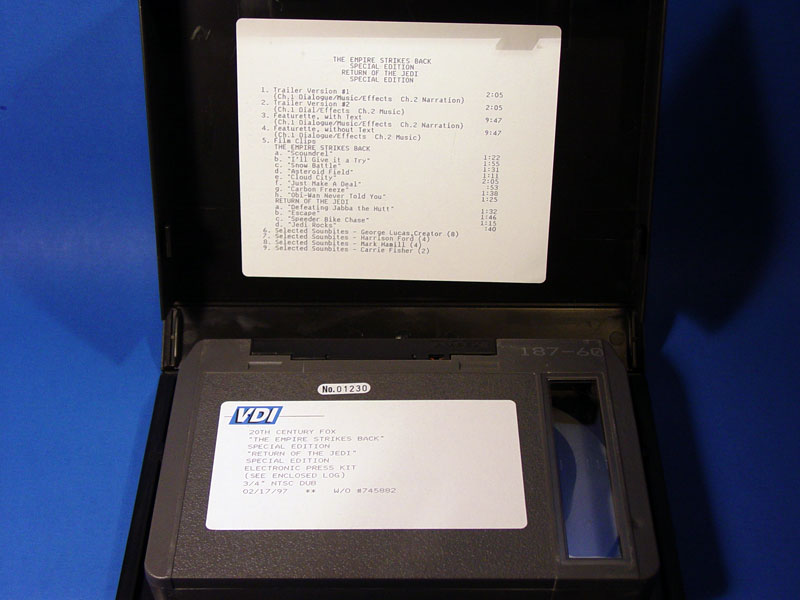 THE EMPIRE STRIKES BACK
SPECIAL EDITION
RETURN OF THE JEDI
SPECIAL EDITION
1. Trailer Version #1 2:05
(Ch.1 Dialogue/Music/Effects Ch.2 Narration)
2. Trailer Version #2 2:05
(Ch.1 Dial/Effects Ch.2 Music)
3. Featurette, with Text 9:47
(Ch.1 Dialogue/Music/Effects Ch.2 Narration)
4. Featurette, without Text 9:47
(Ch.1 Dialogue/Effects Ch.2 Music)
5. Film Clips
THE EMPIRE STRIKES BACK
a. "Scoundrel" 1:22
b. "I'll Give it a Try" 1:55
c. "Snow Battle" 1:31
d. "Asteroid Field" 1:11
e. "Cloud City" 2:05
f. "Just Make A Deal" :53
g. "Carbon Freeze" 1:38
h. "Obi-Wan Never Told You" 1:25
RETURN OF THE JEDI
a. "Defeating Jabba the Hutt" 1:32
b. "Escape" 1:46
c. "Speeder Bike Chase" 1:15
d. "Jedi Rocks" :40
6. Selected Sounbites - George Lucas,Creator (8)
7. Selected Sounbites - Harrison Ford (4)
8. Selected Sounbites - Mark Hamill (4)
9. Selected Sounbites - Carrie Fisher (2)
187-60
No.01230
VDI
20TH CENTURY FOX
"THE EMPIRE STRIKES BACK"
SPECIAL EDITION
"RETURN OF THE JEDI"
SPECIAL EDITION
ELECTRONIC PRESS KIT
(SEE ENCLOSED LOG)
3/4" NTSC DUB
02/17/97 ** W/O #745882